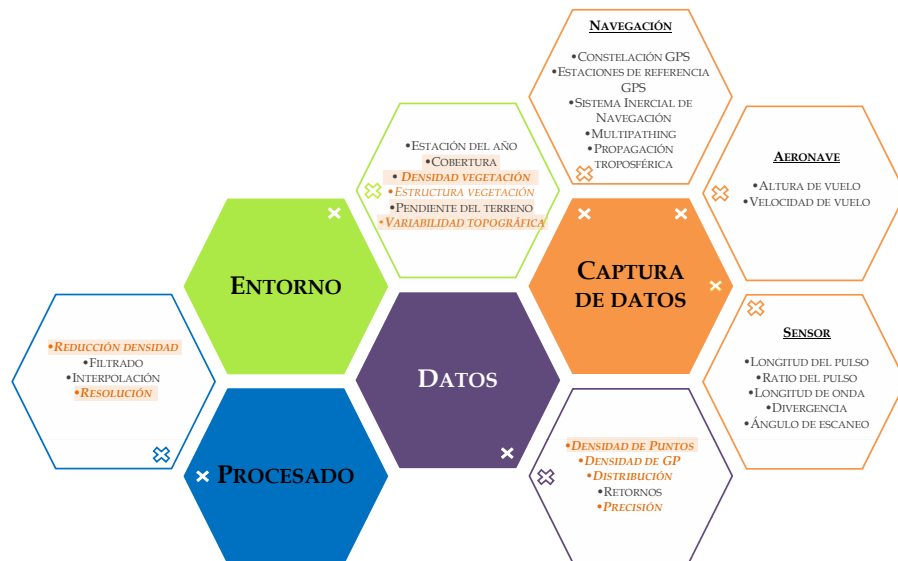 NAVEGACIÓN
•CONSTELACIÓN GPS
•ESTACIONES DE REFERENCIA
GPS
•SISTEMA INERCIAL DE
NAVEGACIÓN
•MULTIPATHING
•PROPAGACIÓN
TROPOSFÉRICA
•ESTACIÓN DEL AÑO
•COBERTURA
•DENSIDAD VEGETACIÓN
•ESTRUCTURA VEGETACIÓN
•PENDIENTE DEL TERRENO
•VARIABILIDAD TOPOGRÁFICA
AERONAVE
•ALTURA DE VUELO
•VELOCIDAD DE VUELO
ENTORNO
CAPTURA
DE DATOS
SENSOR
•LONGITUD DEL PULSO
•RATIO DEL PULSO
•LONGITUD DE ONDA
•DIVERGENCIA
•ÁNGULO DE ESCANEO
•REDUCCIÓN DENSIDAD
•FILTRADO
•INTERPOLACIÓN
•RESOLUCIÓN
DATOS
PROCESADO
•DENSIDAD DE PUNTOS
•DENSIDAD DE GP
•DISTRIBUCIÓN
•RETORNOS
•PRECISIÓN